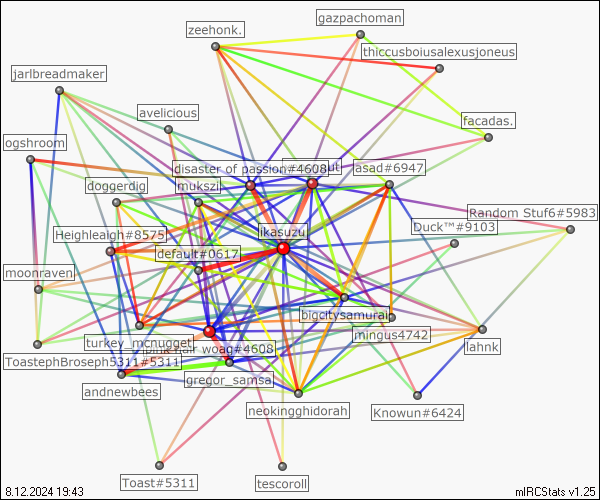 gazpachoman
zeehonk.
thiccusboiusalexusjoneus
jarlbreadmaker
avelicious
facadas.
ogshroom
disaster of passion#4608
asad#6947
doggerdig
mukszi
Random Stuf6#5983
Duck™#9103
ikasuzu
Heighleaigh#8575
default#0617
moonraven
bigcitysamurai
mingus4742
turkey_mcnugget
woag#4608
lahnk
ToastephBroseph5311#5311
gregor_samsa
andnewbees
neokingghidorah
Knowun#6424
Toast#5311
tescoroll
8.12.2024 19:43
mIRCStats v1.25